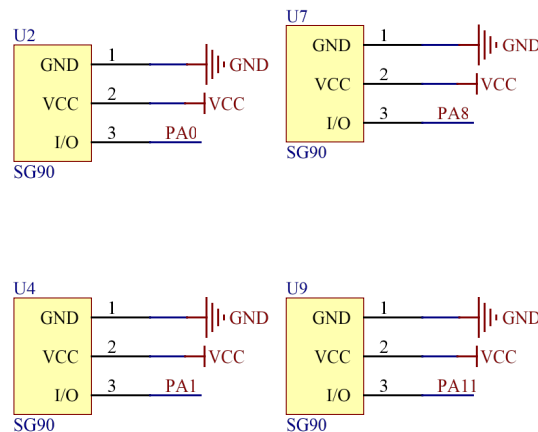 U2
GND 1 GND
VCC 2 VCC
I/O 3 PA0
SG90
U7
GND 1 GND
VCC 2 VCC
I/O 3 PA8
SG90
U4
GND 1 GND
VCC 2 VCC
I/O 3 PA1
SG90
U9
GND 1 GND
VCC 2 VCC
I/O 3 PA11
SG90